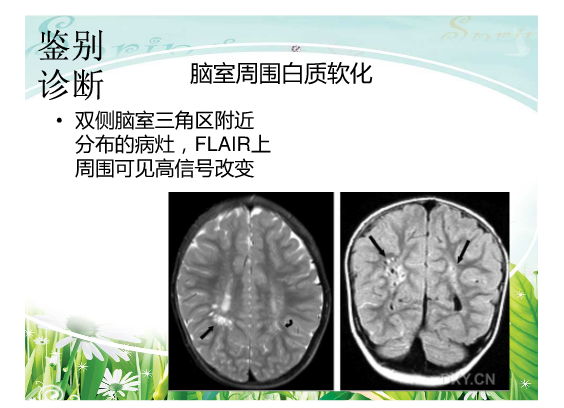 鉴别
诊断
脑室周围白质软化
• 双侧脑室三角区附近
分布的病灶，FLAIR上
周围可见高信号改变